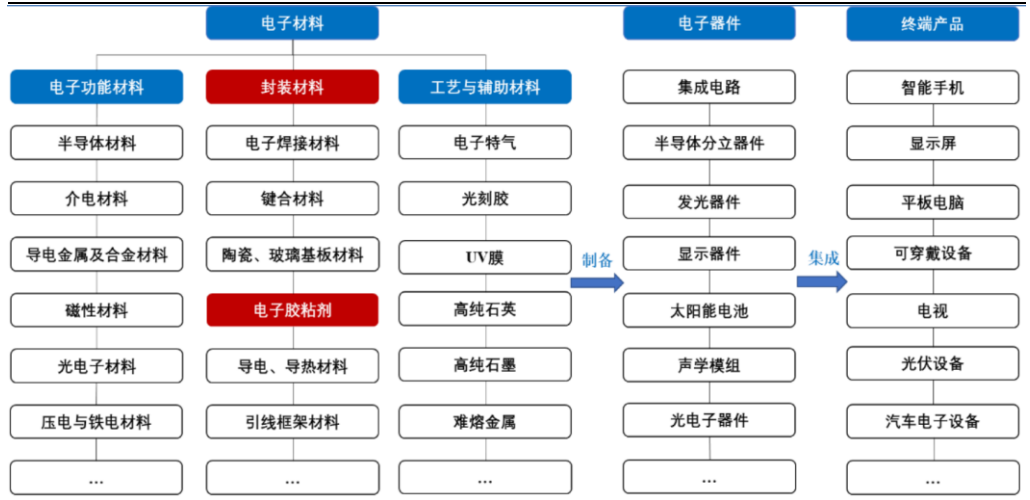 电子材料
电子器件
终端产品
电子功能材料
封装材料
工艺与辅助材料
半导体材料
介电材料
导电金属及合金材料
磁性材料
光电子材料
压电与铁电材料
...
电子焊接材料
键合材料
陶瓷、玻璃基板材料
电子胶粘剂
导电、导热材料
引线框架材料
...
电子特气
光刻胶
UV膜
高纯石英
高纯石墨
难熔金属
...
制备
集成电路
半导体分立器件
发光器件
显示器件
太阳能电池
声学模组
光电子器件
...
集成
智能手机
显示屏
平板电脑
可穿戴设备
电视
光伏设备
汽车电子设备
...